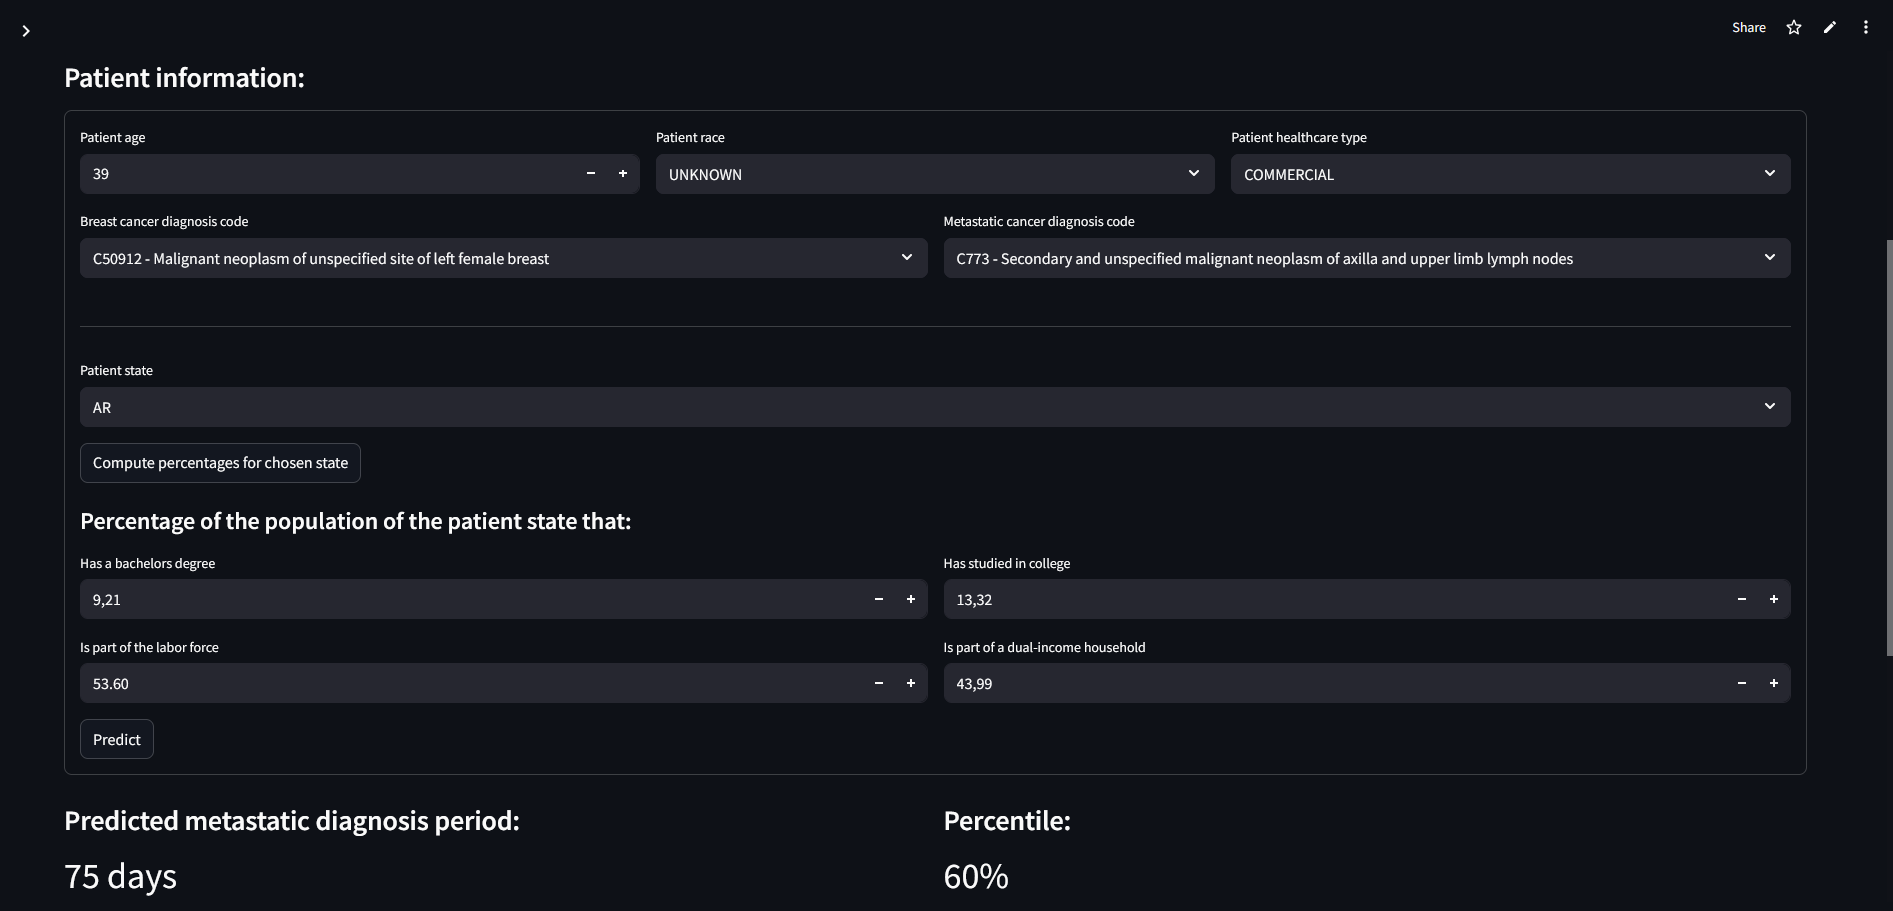 Share
Patient information:
Patient age
Patient race
Patient healthcare type
39
UNKNOWN
COMMERCIAL
Breast cancer diagnosis code
Metastatic cancer diagnosis code
C50912 - Malignant neoplasm of unspecified site of left female breast
C773 - Secondary and unspecified malignant neoplasm of axilla and upper limb lymph nodes
Patient state
AR
Compute percentages for chosen state
Percentage of the population of the patient state that:
Has a bachelors degree
Has studied in college
9,21
13,32
Is part of the labor force
Is part of a dual-income household
53.60
43,99
Predict
Predicted metastatic diagnosis period:
Percentile:
75 days
60%